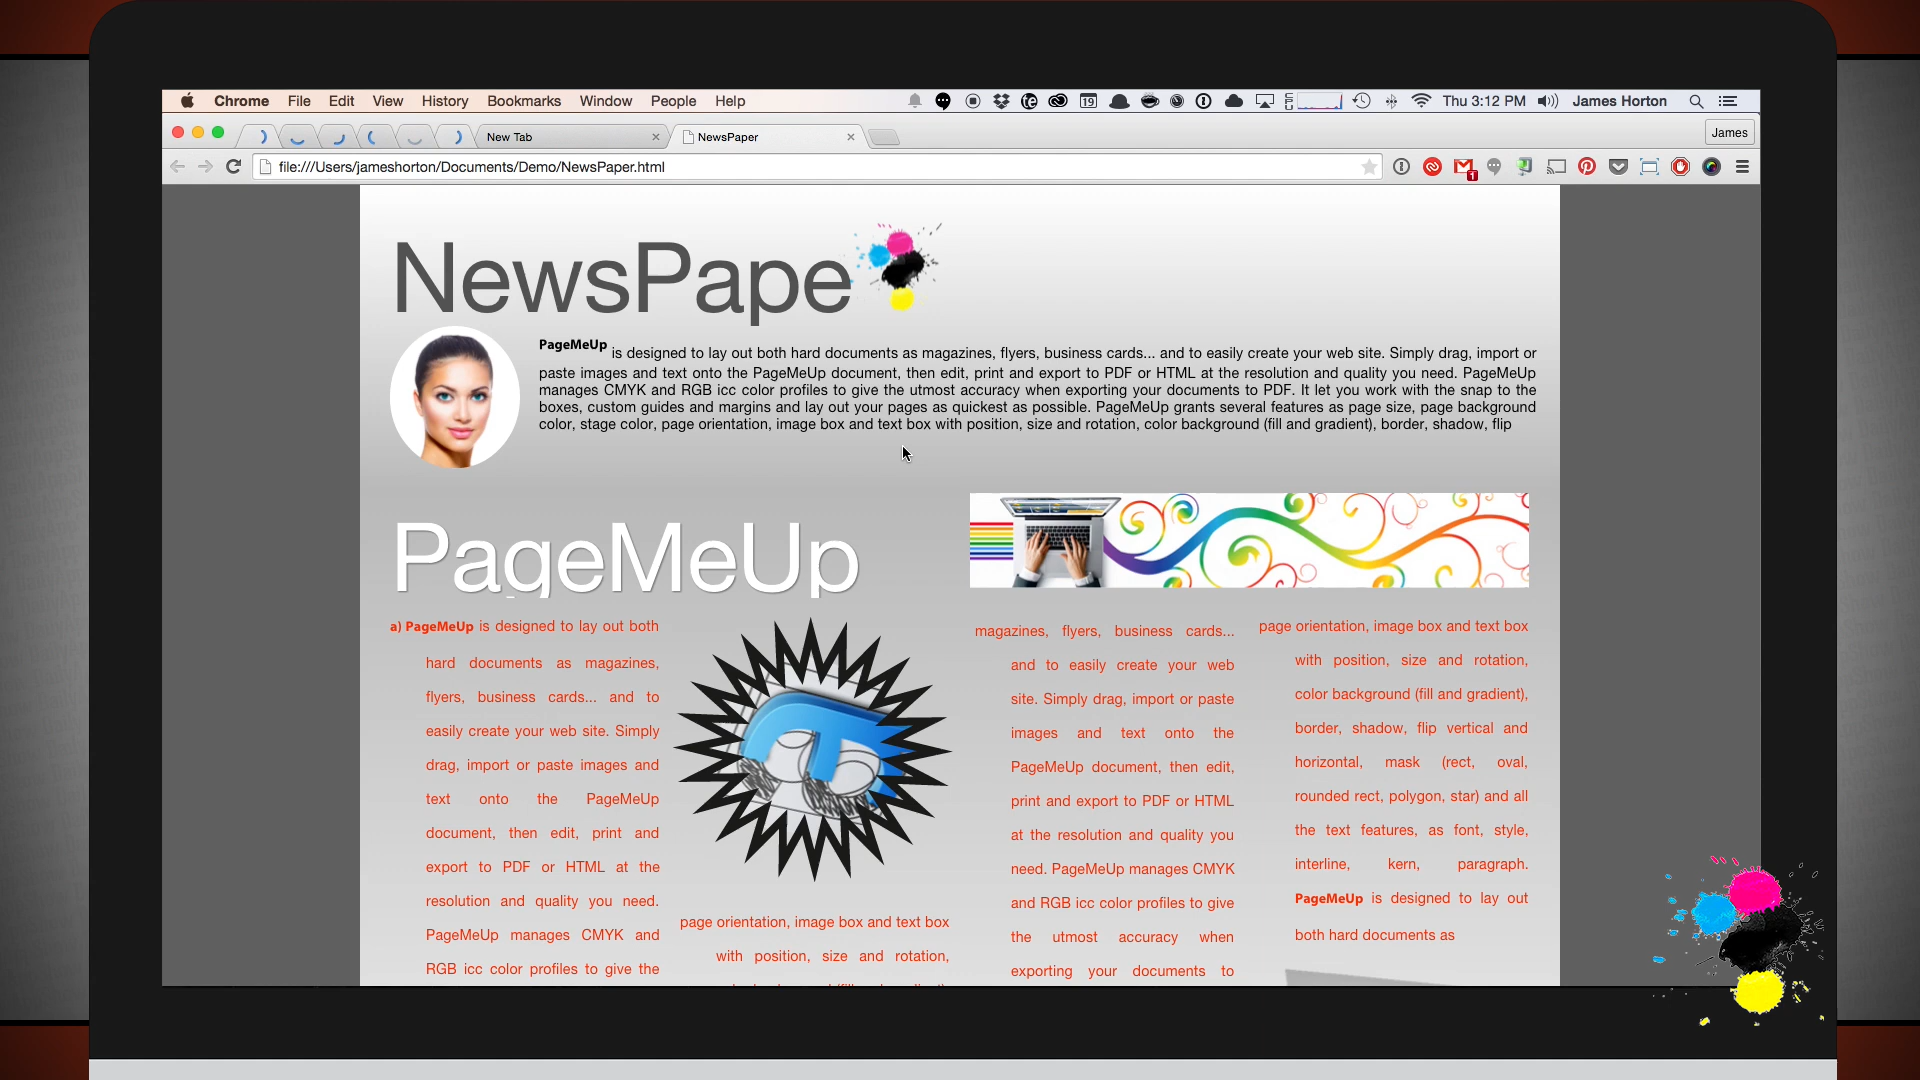 Chrome File Edit View History Bookmarks Window People Help
19
Thu 3:12 PM James Horton
New Tab
NewsPaper
James
file:///Users/jameshorton/Documents/Demo/NewsPaper.html
1
NewsPape
PageMeUp is designed to lay out both hard documents as magazines, flyers, business cards... and to easily create your web site. Simply drag, import or
paste images and text onto the PageMeUp document, then edit, print and export to PDF or HTML at the resolution and quality you need. PageMeUp
manages CMYK and RGB icc color profiles to give the utmost accuracy when exporting your documents to PDF. It let you work with the snap to the
boxes, custom guides and margins and lay out your pages as quickest as possible. PageMeUp grants several features as page size, page background
color, stage color, page orientation, image box and text box with position, size and rotation, color background (fill and gradient), border, shadow, flip
PageMeUp
a) PageMeUp is designed to lay out both
hard documents as magazines,
flyers, business cards... and to
easily create your web site. Simply
drag, import or paste images and
text onto the PageMeUp
document, then edit, print and
export to PDF or HTML at the
resolution and quality you need.
PageMeUp manages CMYK and
RGB icc color profiles to give the
page orientation, image box and text box
with position, size and rotation,
magazines, flyers, business cards...
and to easily create your web
site. Simply drag, import or paste
images and text onto the
PageMeUp document, then edit,
print and export to PDF or HTML
at the resolution and quality you
need. PageMeUp manages CMYK
and RGB icc color profiles to give
the utmost accuracy when
exporting your documents to
page orientation, image box and text box
with position, size and rotation,
color background (fill and gradient),
border, shadow, flip vertical and
horizontal, mask (rect, oval,
rounded rect, polygon, star) and all
the text features, as font, style,
interline, kern, paragraph.
PageMeUp is designed to lay out
both hard documents as